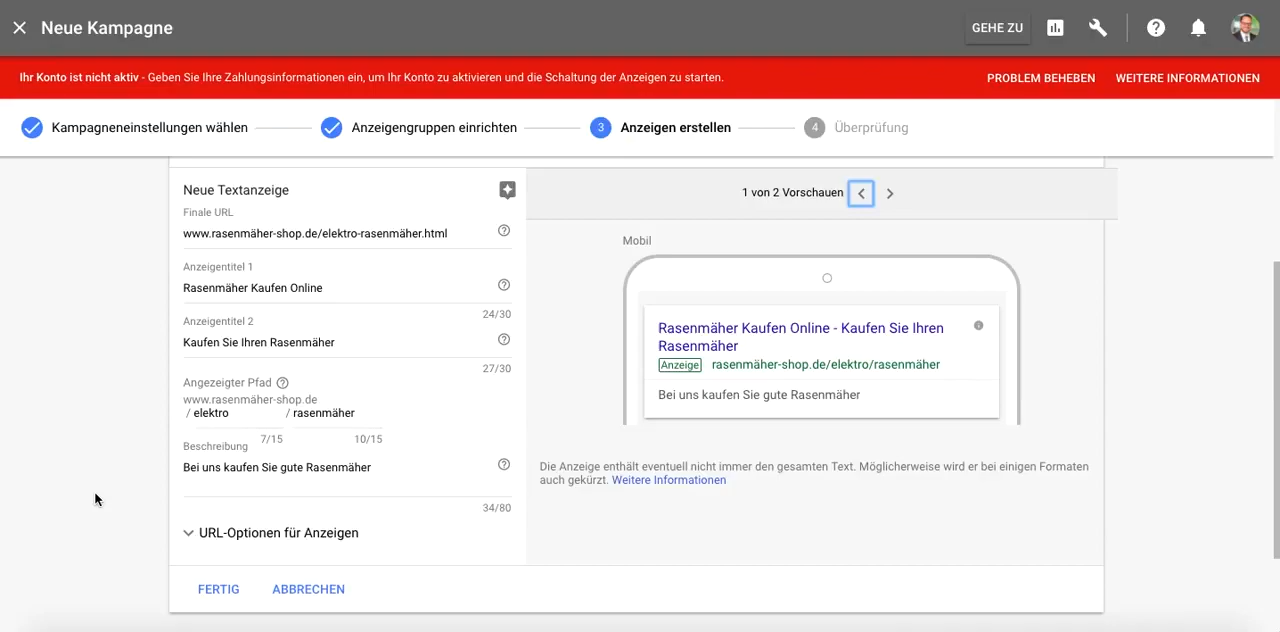 Neue Kampagne
GEHE ZU
Ihr Konto ist nicht aktiv - Geben Sie Ihre Zahlungsinformationen ein, um Ihr Konto zu aktivieren und die Schaltung der Anzeigen zu starten.
PROBLEM BEHEBEN
WEITERE INFORMATIONEN
Kampagneneinstellungen wählen
Anzeigengruppen einrichten
3 Anzeigen erstellen
4 Überprüfung
Neue Textanzeige
Finale URL
www.rasenmäher-shop.de/elektro-rasenmäher.html
Anzeigentitel 1
Rasenmäher Kaufen Online
24/30
Anzeigentitel 2
Kaufen Sie Ihren Rasenmäher
27/30
Angezeigter Pfad
www.rasenmäher-shop.de
/ elektro / rasenmäher
7/15 10/15
Beschreibung
Bei uns kaufen Sie gute Rasenmäher
34/80
URL-Optionen für Anzeigen
FERTIG
ABBRECHEN
1 von 2 Vorschauen
Mobil
Rasenmäher Kaufen Online - Kaufen Sie Ihren
Rasenmäher
Anzeige rasenmäher-shop.de/elektro/rasenmäher
Bei uns kaufen Sie gute Rasenmäher
Die Anzeige enthält eventuell nicht immer den gesamten Text. Möglicherweise wird er bei einigen Formaten
auch gekürzt. Weitere Informationen